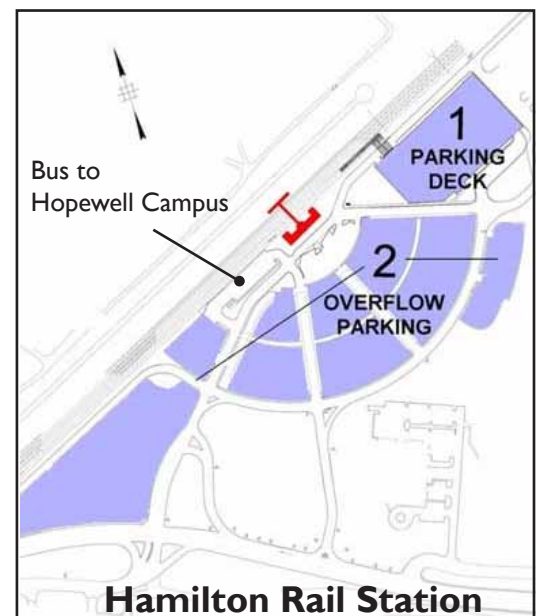 Bus to
Hopewell Campus
1
PARKING
DECK
2
OVERFLOW
PARKING
Hamilton Rail Station